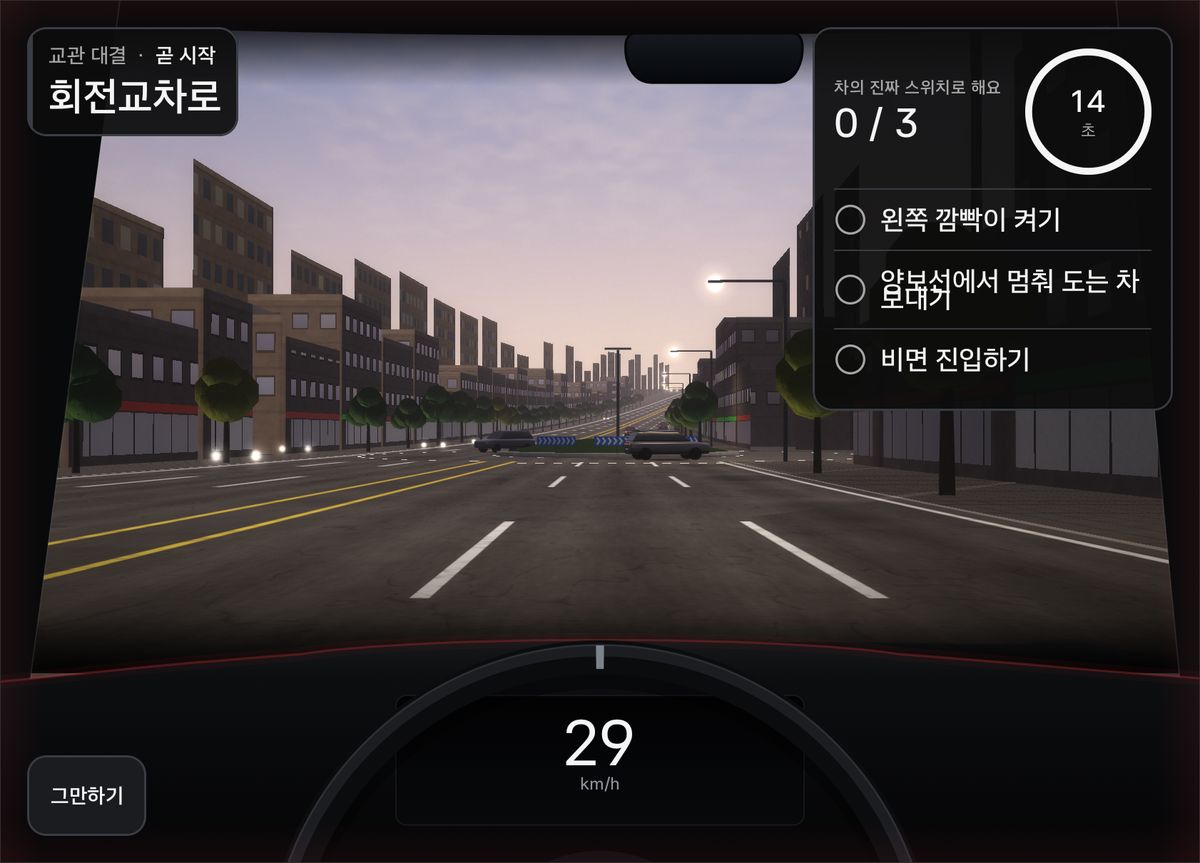 교관 대결 · 곧 시작
회전교차로
차의 진짜 스위치로 해요
0 / 3
14
초
왼쪽 깜빡이 켜기
양보선에서 멈춰 도는 차
보내기
비면 진입하기
29
km/h
그만하기